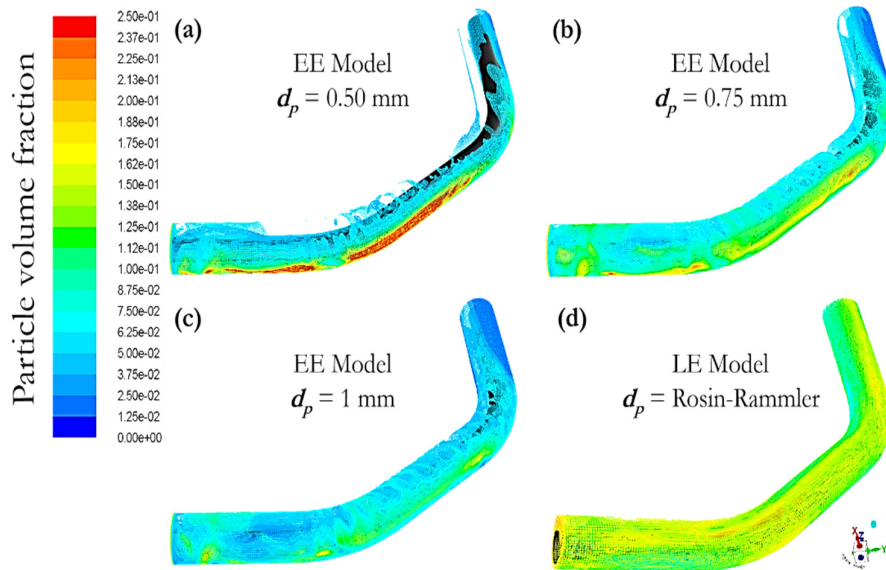 Particle volume fraction
2.50e-01
2.37e-01
2.25e-01
2.13e-01
2.00e-01
1.88e-01
1.75e-01
1.62e-01
1.50e-01
1.38e-01
1.25e-01
1.12e-01
1.00e-01
8.75e-02
7.50e-02
6.25e-02
5.00e-02
3.75e-02
2.50e-02
1.25e-02
0.00e+00
(a)
EE Model
dp = 0.50 mm
(b)
EE Model
dp = 0.75 mm
(c)
EE Model
dp = 1 mm
(d)
LE Model
dp = Rosin-Rammler
X
Z
Y